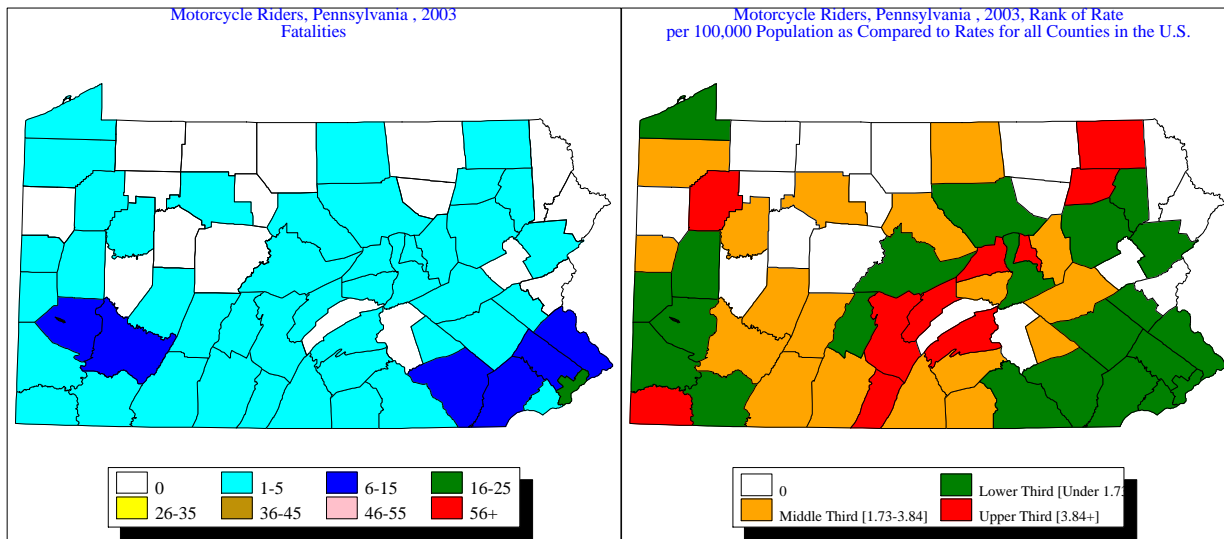 Motorcycle Riders, Pennsylvania , 2003
Fatalities
0
1-5
6-15
16-25
26-35
36-45
46-55
56+
Motorcycle Riders, Pennsylvania , 2003, Rank of Rate
per 100,000 Population as Compared to Rates for all Counties in the U.S.
0
Lower Third [Under 1.73
Middle Third [1.73-3.84]
Upper Third [3.84+]